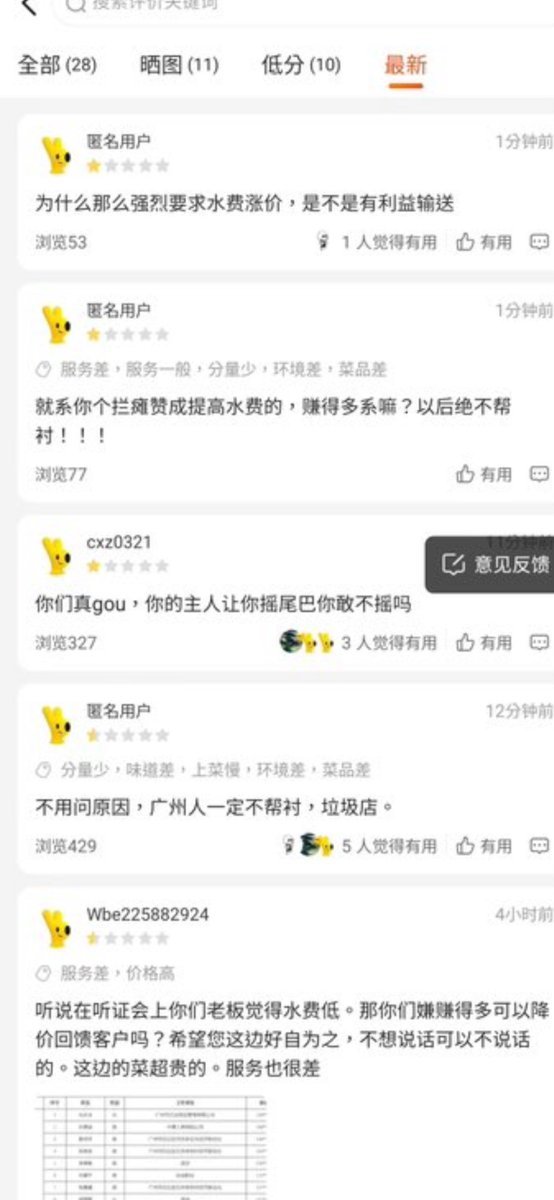 搜索评价关键词
全部 (28) 晒图 (11) 低分 (10) 最新
匿名用户 1分钟前
为什么那么强烈要求水费涨价，是不是有利益输送
浏览53 1 人觉得有用 有用
匿名用户 1分钟前
服务差，服务一般，分量少，环境差，菜品差
就系你个拦瘫赞成提高水费的，赚得多系嘛？以后绝不帮
衬！！！
浏览77 有用
cxz0321 11分钟前
意见反馈
你们真gou，你的主人让你摇尾巴你敢不摇吗
浏览327 3 人觉得有用 有用
匿名用户 12分钟前
分量少，味道差，上菜慢，环境差，菜品差
不用问原因，广州人一定不帮衬，垃圾店。
浏览429 5 人觉得有用 有用
Wbe225882924 4小时前
服务差，价格高
听说在听证会上你们老板觉得水费低。那你们嫌赚得多可以降
价回馈客户吗？希望您这边好自为之，不想说话可以不说话
的。这边的菜超贵的。服务也很差